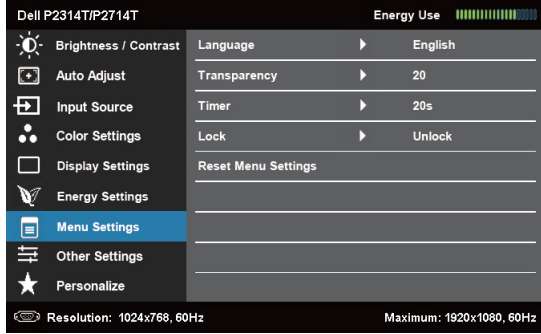 Dell P2314T/P2714T Energy Use
Brightness / Contrast Language English
Auto Adjust Transparency 20
Input Source Timer 20s
Color Settings Lock Unlock
Display Settings Reset Menu Settings
Energy Settings
Menu Settings
Other Settings
Personalize
Resolution: 1024x768, 60Hz Maximum: 1920x1080, 60Hz